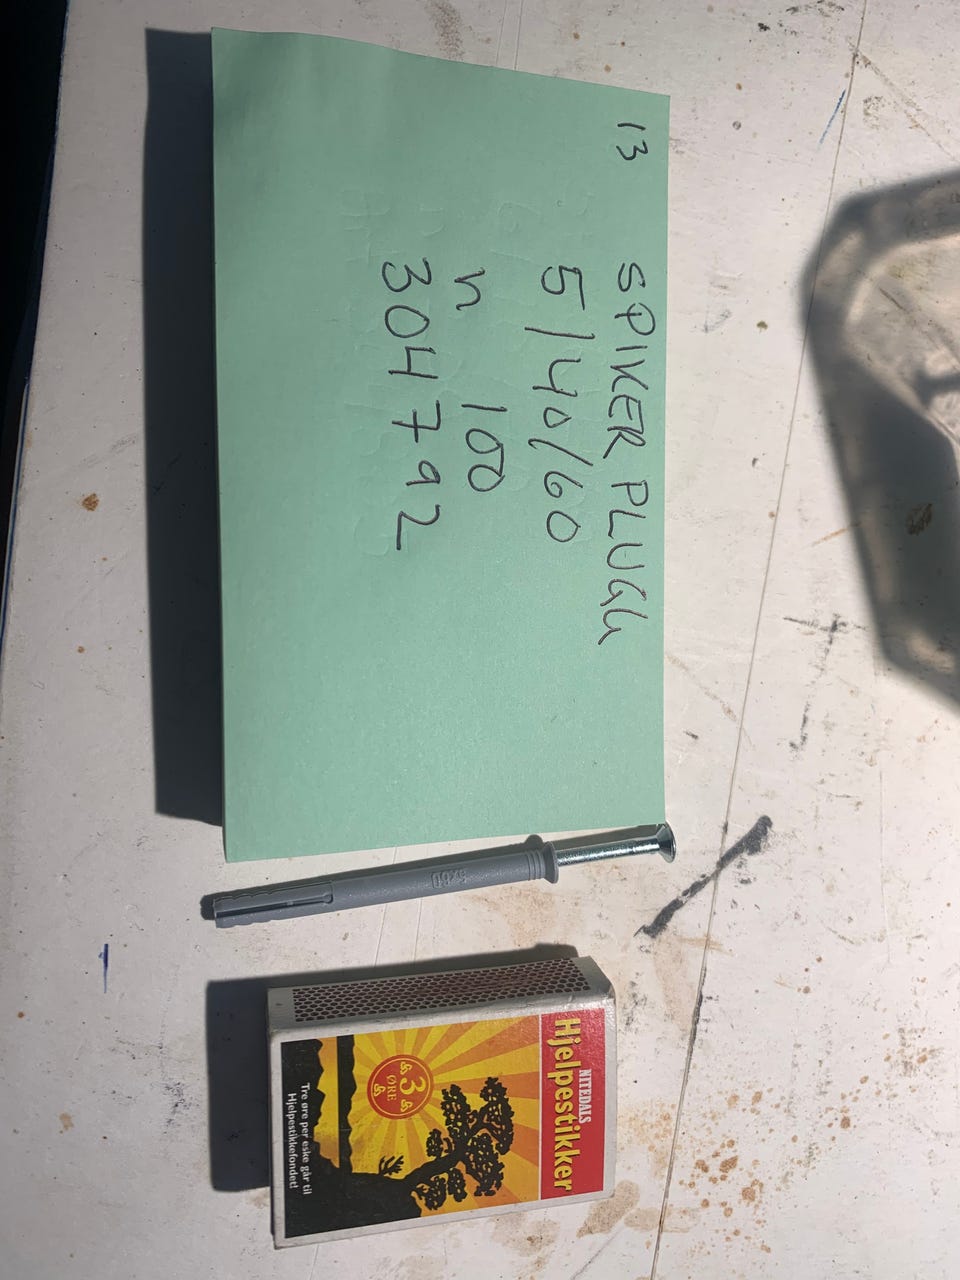 13
SPIKER PLUGG
5/40/60
n 100
304792
5x60
NITEDALS
Hjelpestikker
3
ØRE
Tre øre per eske går til
Hjelpestikkefondet!